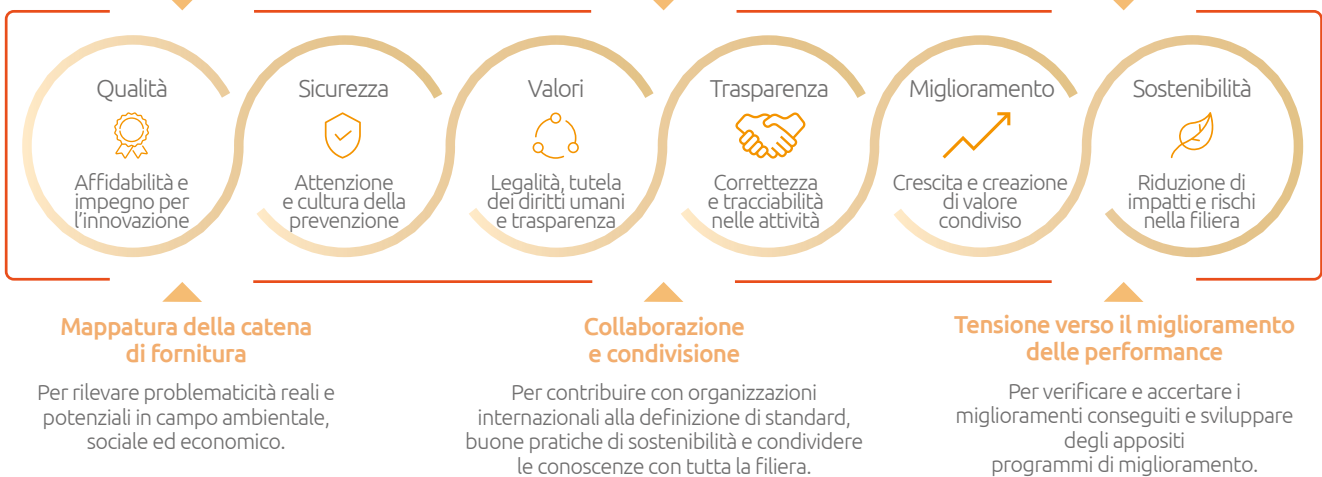 Qualità
Affidabilità e
impegno per
l'innovazione
Sicurezza
Attenzione
e cultura della
prevenzione
Valori
Legalità, tutela
dei diritti umani
e trasparenza
Trasparenza
Correttezza
e tracciabilità
nelle attività
Miglioramento
Crescita e creazione
di valore
condiviso
Sostenibilità
Riduzione di
impatti e rischi
nella filiera
Mappatura della catena
di fornitura
Per rilevare problematicità reali e
potenziali in campo ambientale,
sociale ed economico.
Collaborazione
e condivisione
Per contribuire con organizzazioni
internazionali alla definizione di standard,
buone pratiche di sostenibilità e condividere
le conoscenze con tutta la filiera.
Tensione verso il miglioramento
delle performance
Per verificare e accertare i
miglioramenti conseguiti e sviluppare
degli appositi
programmi di miglioramento.